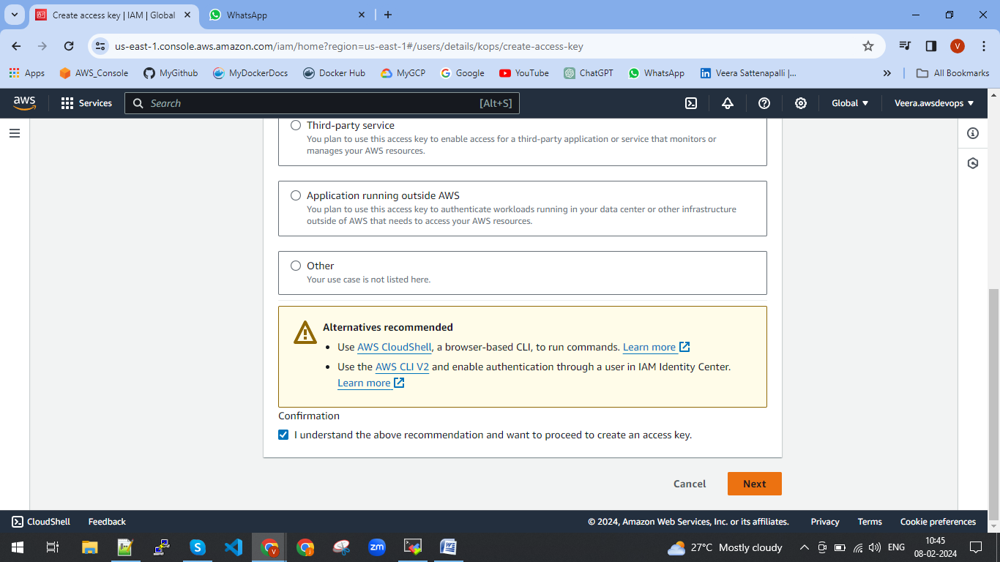 Create access key | IAM | Global
WhatsApp
us-east-1.console.aws.amazon.com/iam/home?region=us-east-1#/users/details/kops/create-access-key
V
Apps
AWS_Console
MyGithub
MyDockerDocs
Docker Hub
MyGCP
Google
YouTube
ChatGPT
WhatsApp
Veera Sattenapalli |...
All Bookmarks
aws
Services
Search
[Alt+S]
Global
Veera.awsdevops
Third-party service
You plan to use this access key to enable access for a third-party application or service that monitors or
manages your AWS resources.
Application running outside AWS
You plan to use this access key to authenticate workloads running in your data center or other infrastructure
outside of AWS that needs to access your AWS resources.
Other
Your use case is not listed here.
Alternatives recommended
• Use AWS CloudShell, a browser-based CLI, to run commands. Learn more
• Use the AWS CLI V2 and enable authentication through a user in IAM Identity Center.
Learn more
Confirmation
I understand the above recommendation and want to proceed to create an access key.
Cancel
Next
CloudShell
Feedback
© 2024, Amazon Web Services, Inc. or its affiliates.
Privacy
Terms
Cookie preferences
27°C Mostly cloudy
ENG
10:45
08-02-2024